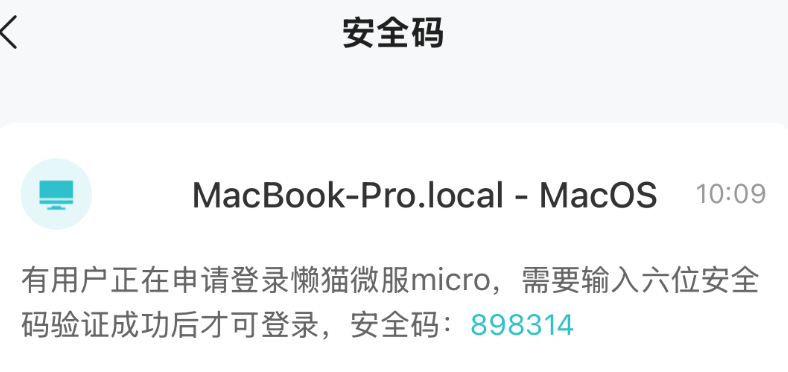 安全码
MacBook-Pro.local - MacOS
10:09
有用户正在申请登录懒猫微服micro，需要输入六位安全
码验证成功后才可登录，安全码：898314